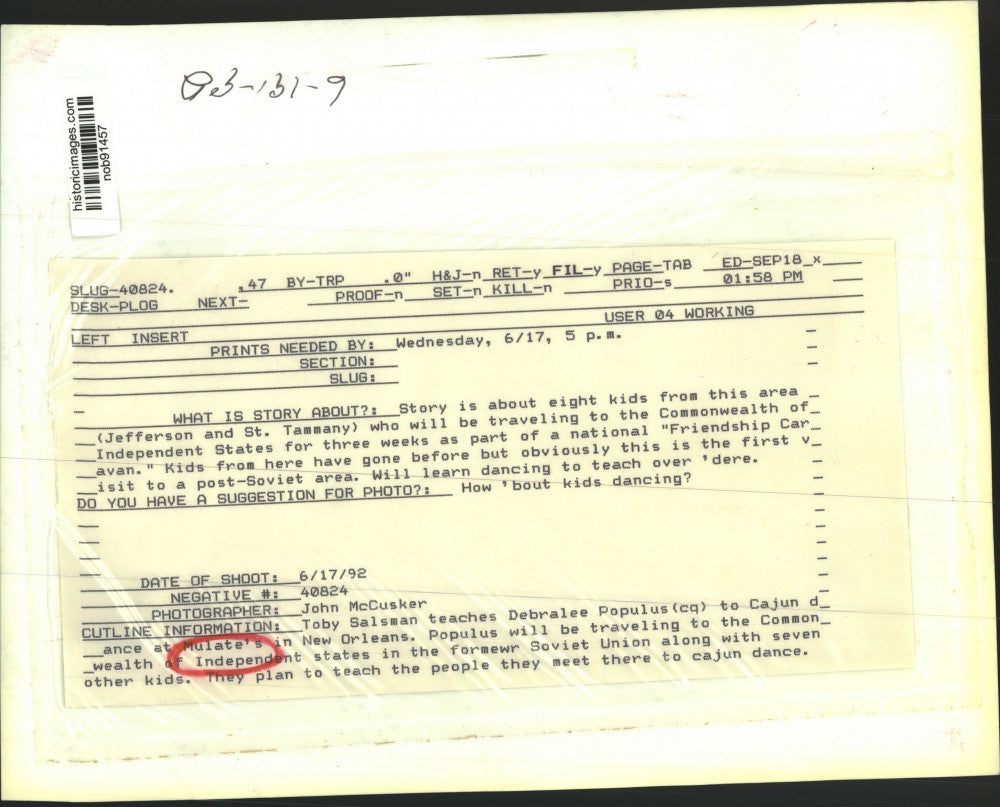 93-131-9
historicimages.com
nob91457
SLUG-40824. .47 BY-TRP .0" H&J-n RET-y FIL-y PAGE-TAB ED-SEP18 x
DESK-PLOG NEXT- PROOF-n SET-n KILL-n PRIO-s 01:58 PM
USER 04 WORKING
LEFT INSERT
PRINTS NEEDED BY: Wednesday, 6/17, 5 p.m.
SECTION:
SLUG:
WHAT IS STORY ABOUT?: Story is about eight kids from this area
(Jefferson and St. Tammany) who will be traveling to the Commonwealth of
Independent States for three weeks as part of a national "Friendship Car
avan." Kids from here have gone before but obviously this is the first v
isit to a post-Soviet area. Will learn dancing to teach over 'dere.
DO YOU HAVE A SUGGESTION FOR PHOTO?: How 'bout kids dancing?
DATE OF SHOOT: 6/17/92
NEGATIVE #: 40824
PHOTOGRAPHER: John McCusker
CUTLINE INFORMATION: Toby Salsman teaches Debralee Populus(cq) to Cajun d
ance at Mulate's in New Orleans. Populus will be traveling to the Common
wealth of Independent states in the formewr Soviet Union along with seven
other kids. They plan to teach the people they meet there to cajun dance.